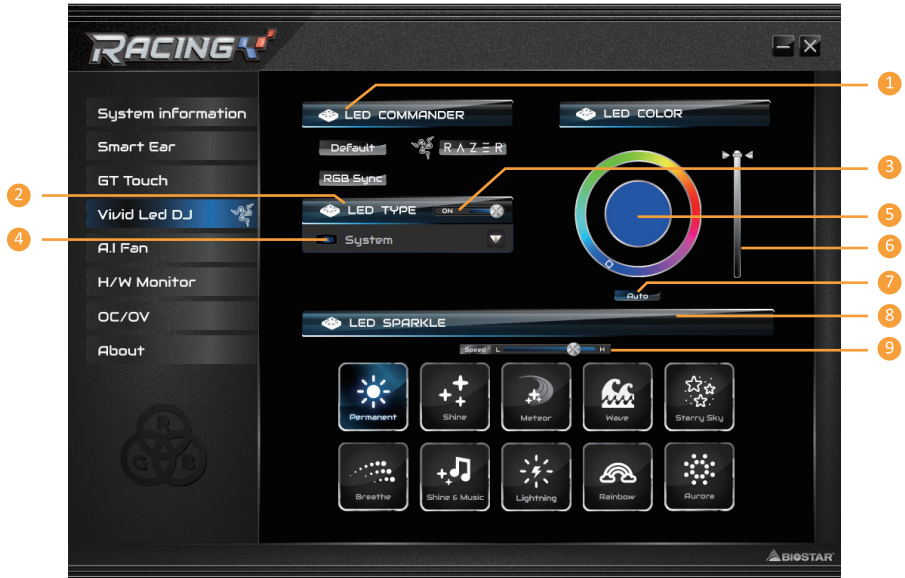 RACING
1
System information
LED COMMANDER
LED COLOR
Smart Ear
Default
RAZER
3
GT Touch
RGB Sync
2
Vivid Led DJ
LED TYPE
ON
5
4
System
A.I Fan
6
H/W Monitor
7
Auto
OC/OV
LED SPARKLE
8
About
Speed L H
9
Permanent
Shine
Meteor
Wave
Starry Sky
R
G B
Breathe
Shine & Music
Lightning
Rainbow
Aurora
BIOSTAR